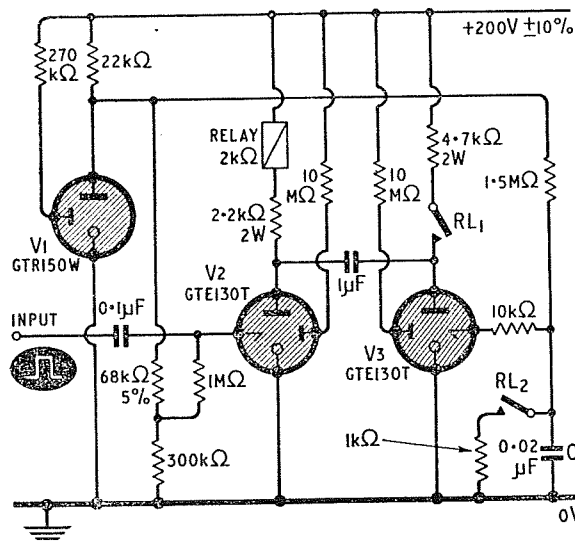 +200V ±10%
270
kΩ
22kΩ
RELAY
2kΩ
4·7kΩ
2W
10
MΩ
10
MΩ
1·5MΩ
2·2kΩ
2W
RL1
V1
GTR150W
V2
GTE130T
1µF
0·1µF
INPUT
10kΩ
V3
GTE130T
68kΩ
5%
1MΩ
RL2
1kΩ
0·02
µF
300kΩ
0V